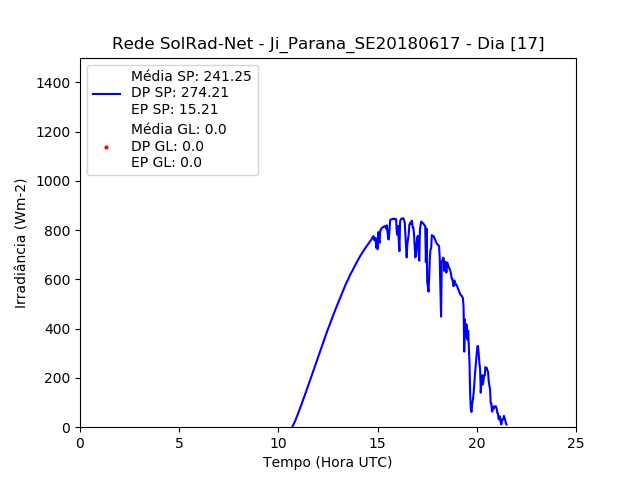 Rede SolRad-Net - Ji_Parana_SE20180617 - Dia [17]
Média SP: 241.25
DP SP: 274.21
EP SP: 15.21
Média GL: 0.0
DP GL: 0.0
EP GL: 0.0
1400
1200
1000
800
600
400
200
0
Irradiância (Wm-2)
0 5 10 15 20 25
Tempo (Hora UTC)